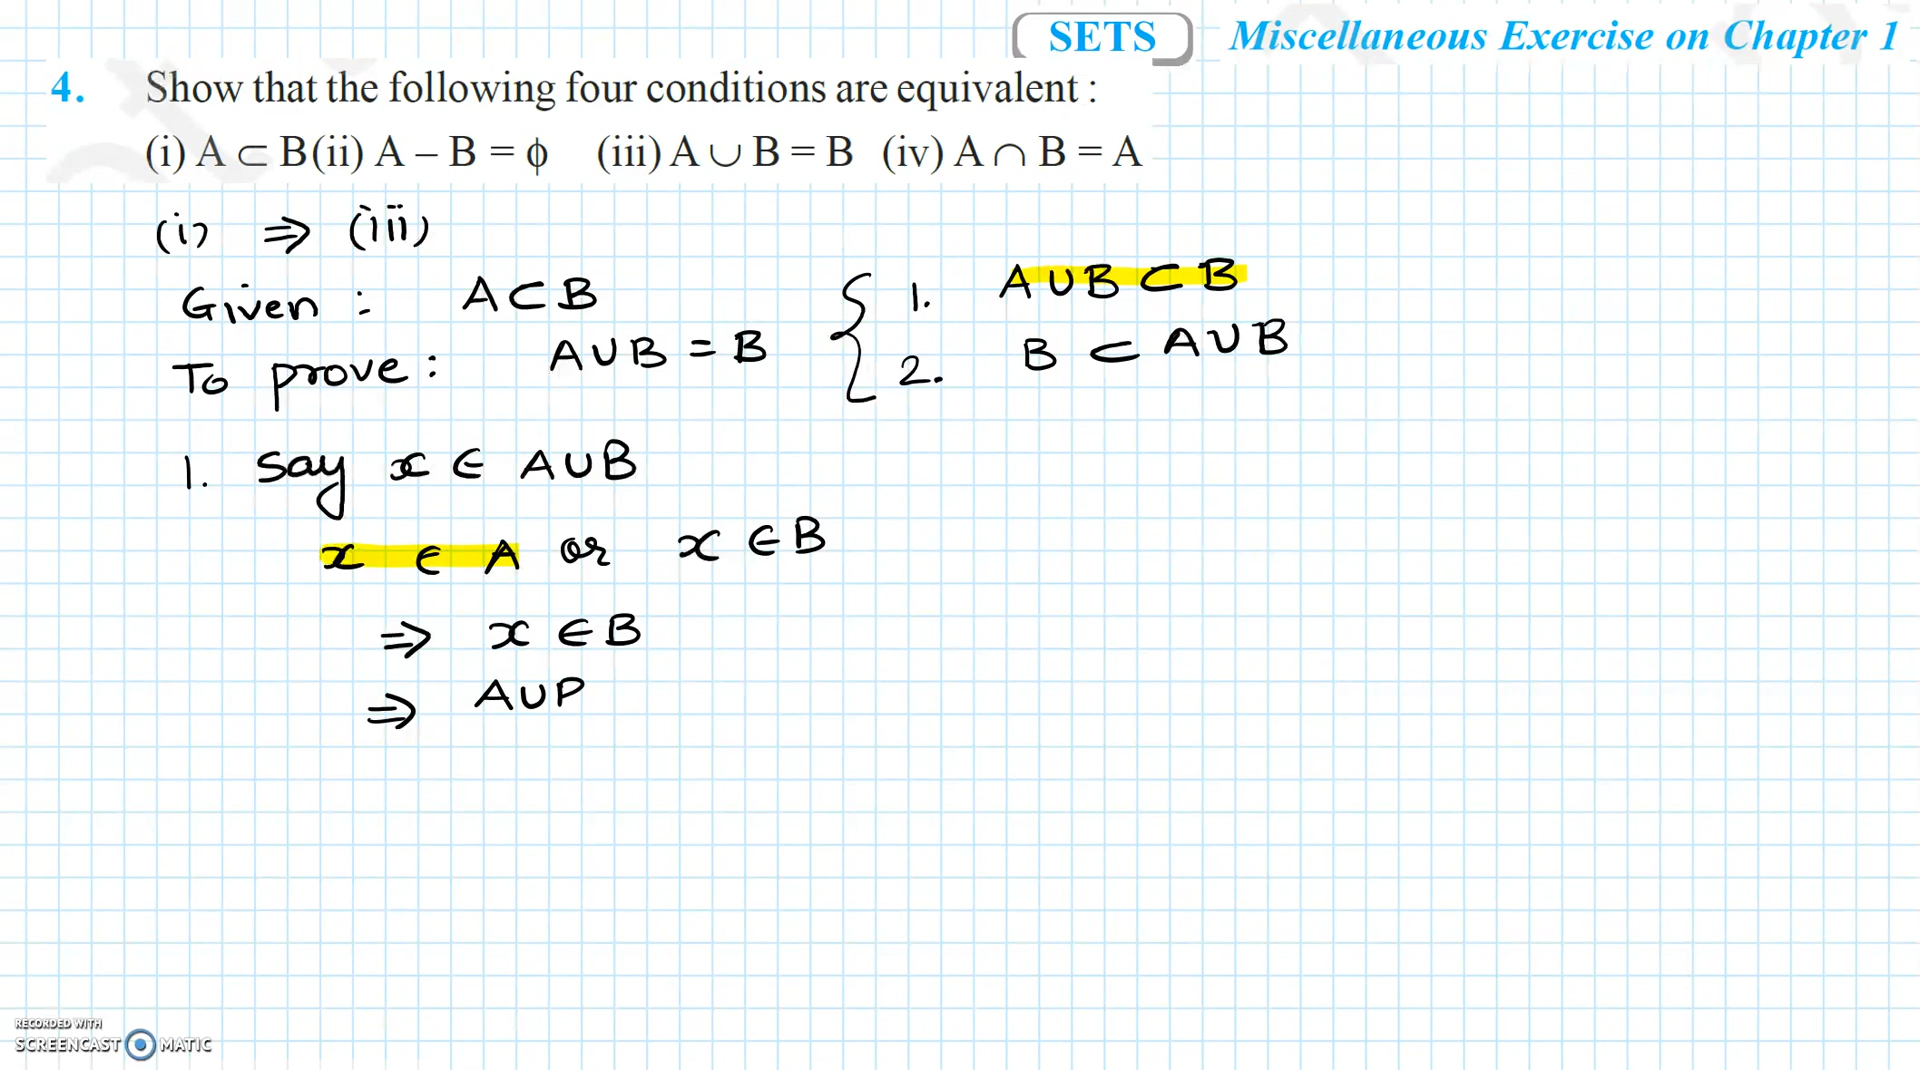 SETS Miscellaneous Exercise on Chapter 1
4. Show that the following four conditions are equivalent :
(i) A ⊂ B(ii) A – B = ϕ (iii) A ∪ B = B (iv) A ∩ B = A
(i) ⇒ (iii)
Given : A ⊂ B
To prove : A ∪ B = B
1. A ∪ B ⊂ B
2. B ⊂ A ∪ B
1. Say x ∈ A ∪ B
x ∈ A or x ∈ B
⇒ x ∈ B
⇒ A ∪ P
RECORDED WITH
SCREENCAST MATIC